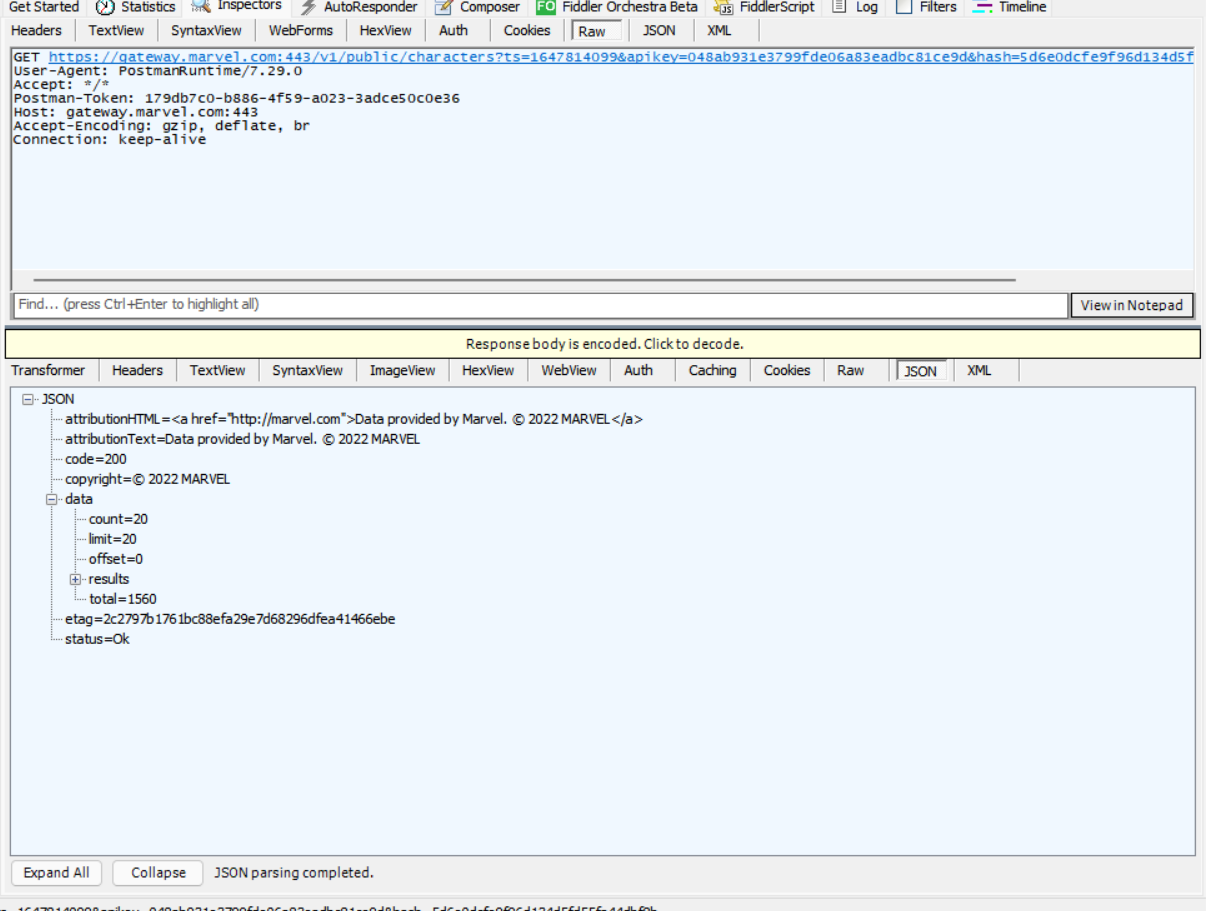 Get Started Statistics Inspectors AutoResponder Composer FO Fiddler Orchestra Beta FiddlerScript Log Filters Timeline
Headers TextView SyntaxView WebForms HexView Auth Cookies Raw JSON XML
GET https://gateway.marvel.com:443/v1/public/characters?ts=1647814099&apikey=048ab931e3799fde06a83eadbc81ce9d&hash=5d6e0dcfe9f96d134d5f
User-Agent: PostmanRuntime/7.29.0
Accept: */*
Postman-Token: 179db7c0-b886-4f59-a023-3adce50c0e36
Host: gateway.marvel.com:443
Accept-Encoding: gzip, deflate, br
Connection: keep-alive
Find... (press Ctrl+Enter to highlight all) View in Notepad
Response body is encoded. Click to decode.
Transformer Headers TextView SyntaxView ImageView HexView WebView Auth Caching Cookies Raw JSON XML
JSON
attributionHTML=<a href="http://marvel.com">Data provided by Marvel. © 2022 MARVEL</a>
attributionText=Data provided by Marvel. © 2022 MARVEL
code=200
copyright=© 2022 MARVEL
data
count=20
limit=20
offset=0
results
total=1560
etag=2c2797b1761bc88efa29e7d68296dfea41466ebe
status=Ok
Expand All Collapse JSON parsing completed.